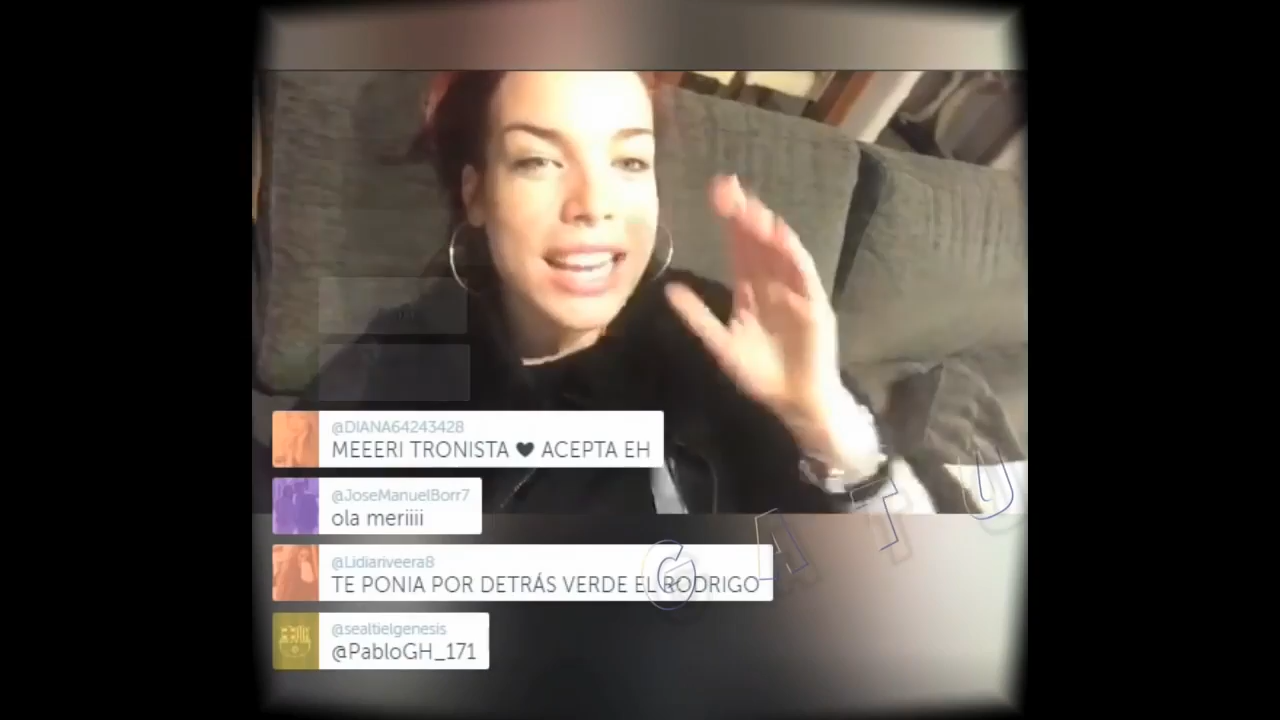 @DIANA64243428
MEEERI TRONISTA ♥ ACEPTA EH
@JoseManuelBorr7
ola meriiii
@Lidiariveera8
TE PONIA POR DETRÁS VERDE EL RODRIGO
@sealtielgenesis
@PabloGH_171
G A T U